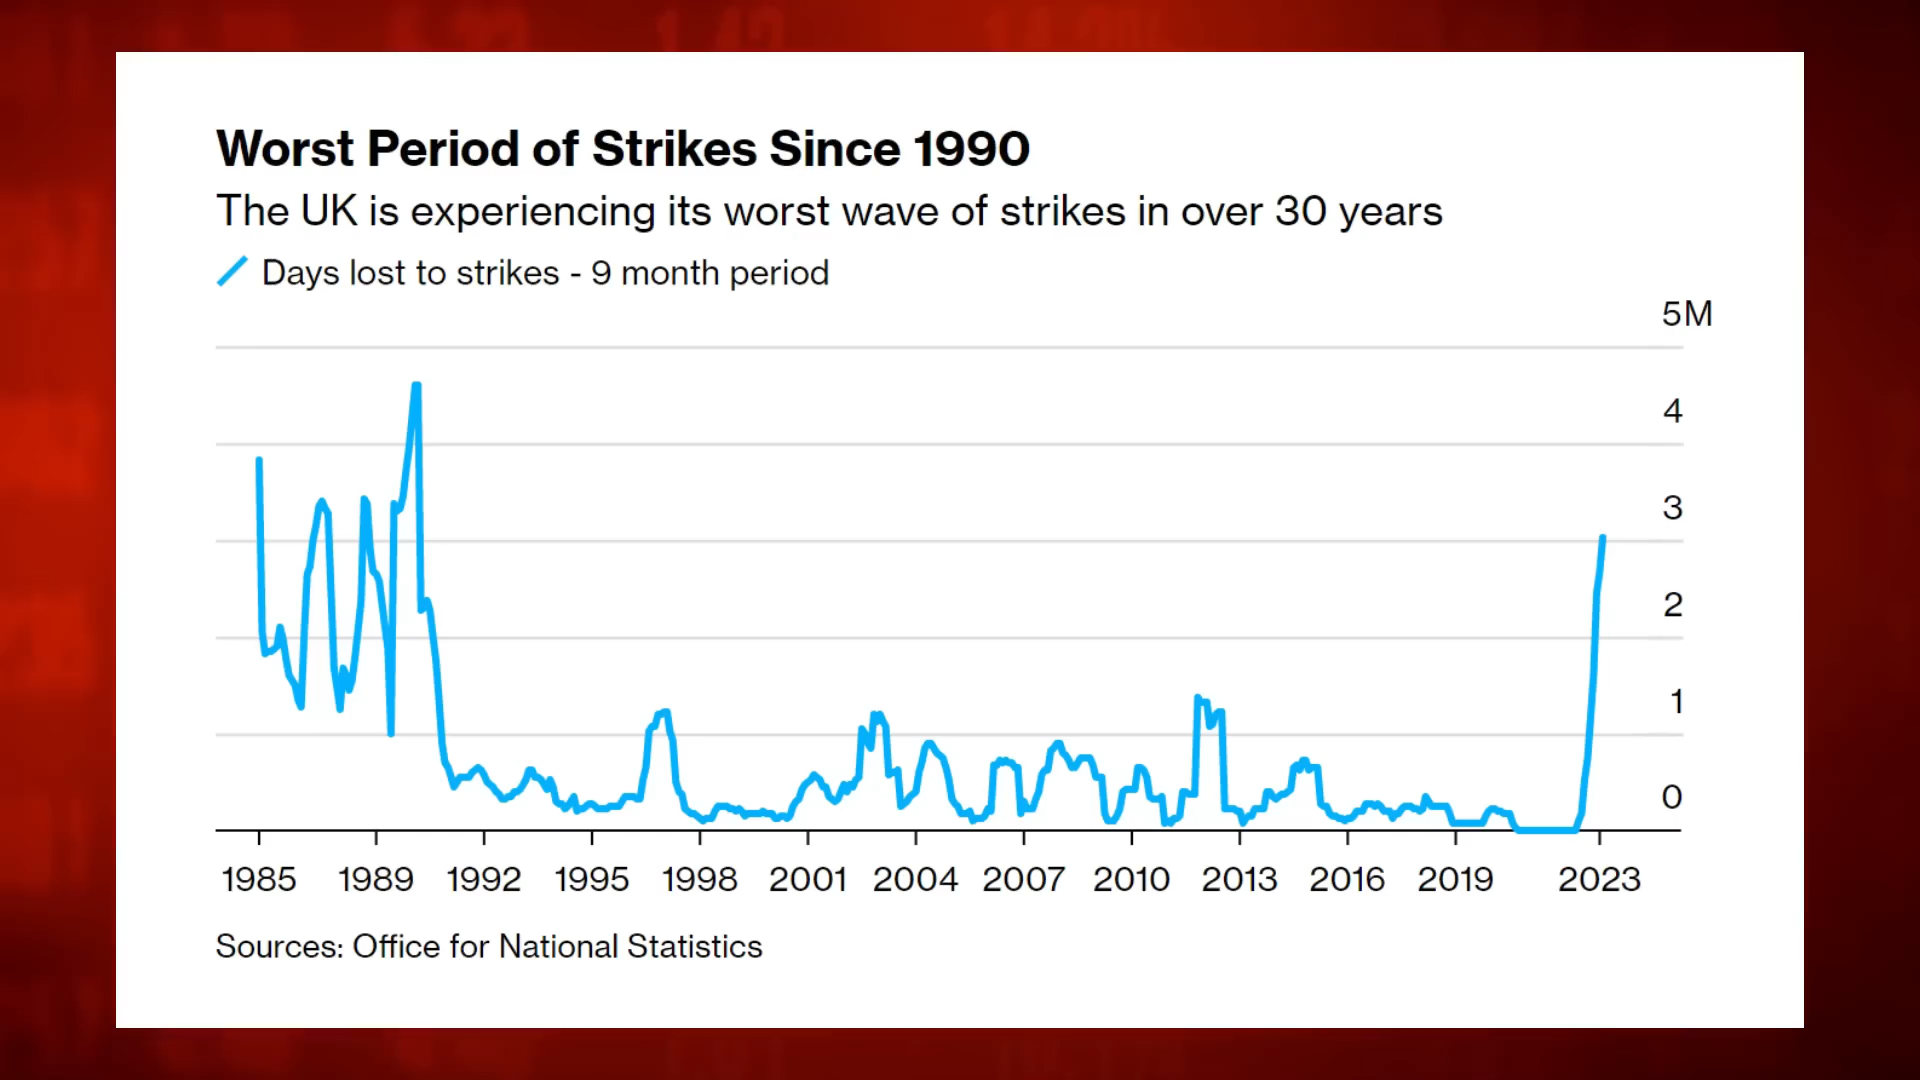 Worst Period of Strikes Since 1990
The UK is experiencing its worst wave of strikes in over 30 years
Days lost to strikes - 9 month period
5M
4
3
2
1
0
1985 1989 1992 1995 1998 2001 2004 2007 2010 2013 2016 2019 2023
Sources: Office for National Statistics